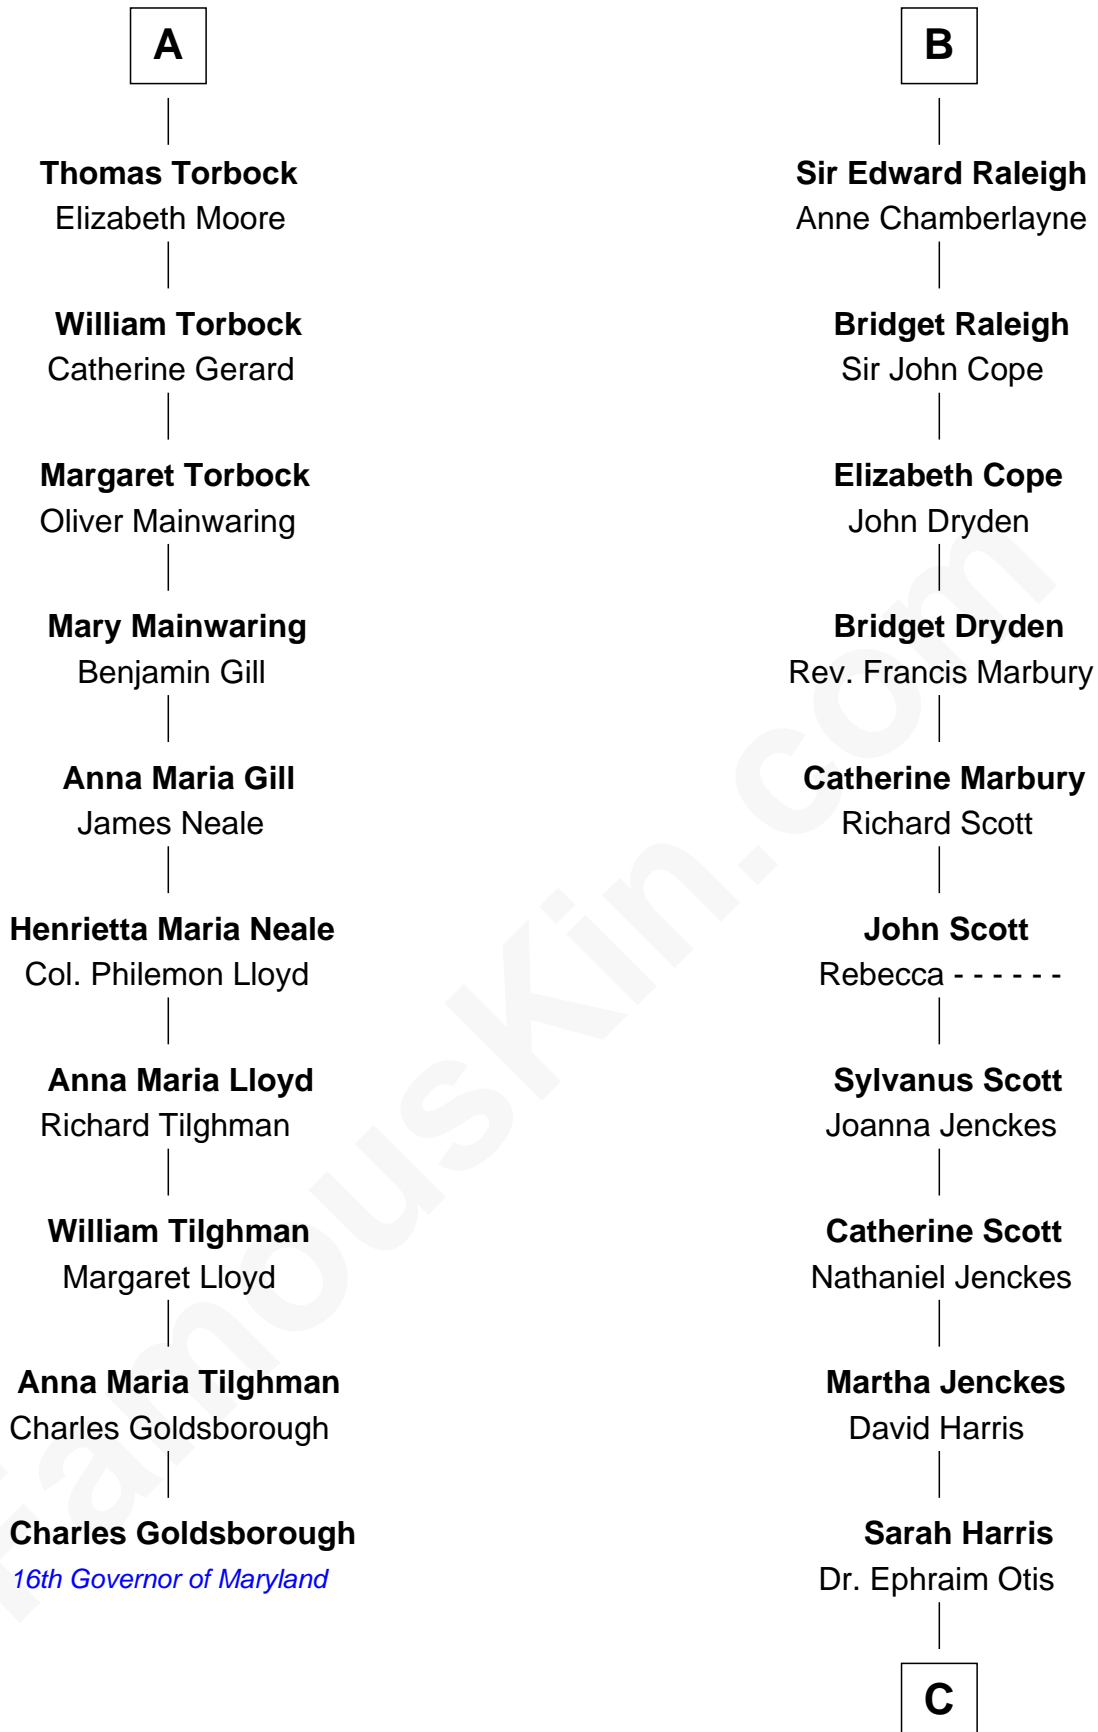 A
Thomas Torbock
Elizabeth Moore
William Torbock
Catherine Gerard
Margaret Torbock
Oliver Mainwaring
Mary Mainwaring
Benjamin Gill
Anna Maria Gill
James Neale
Henrietta Maria Neale
Col. Philemon Lloyd
Anna Maria Lloyd
Richard Tilghman
William Tilghman
Margaret Lloyd
Anna Maria Tilghman
Charles Goldsborough
Charles Goldsborough
16th Governor of Maryland
B
Sir Edward Raleigh
Anne Chamberlayne
Bridget Raleigh
Sir John Cope
Elizabeth Cope
John Dryden
Bridget Dryden
Rev. Francis Marbury
Catherine Marbury
Richard Scott
John Scott
Rebecca - - - - - -
Sylvanus Scott
Joanna Jenckes
Catherine Scott
Nathaniel Jenckes
Martha Jenckes
David Harris
Sarah Harris
Dr. Ephraim Otis
C
FamousKin.com